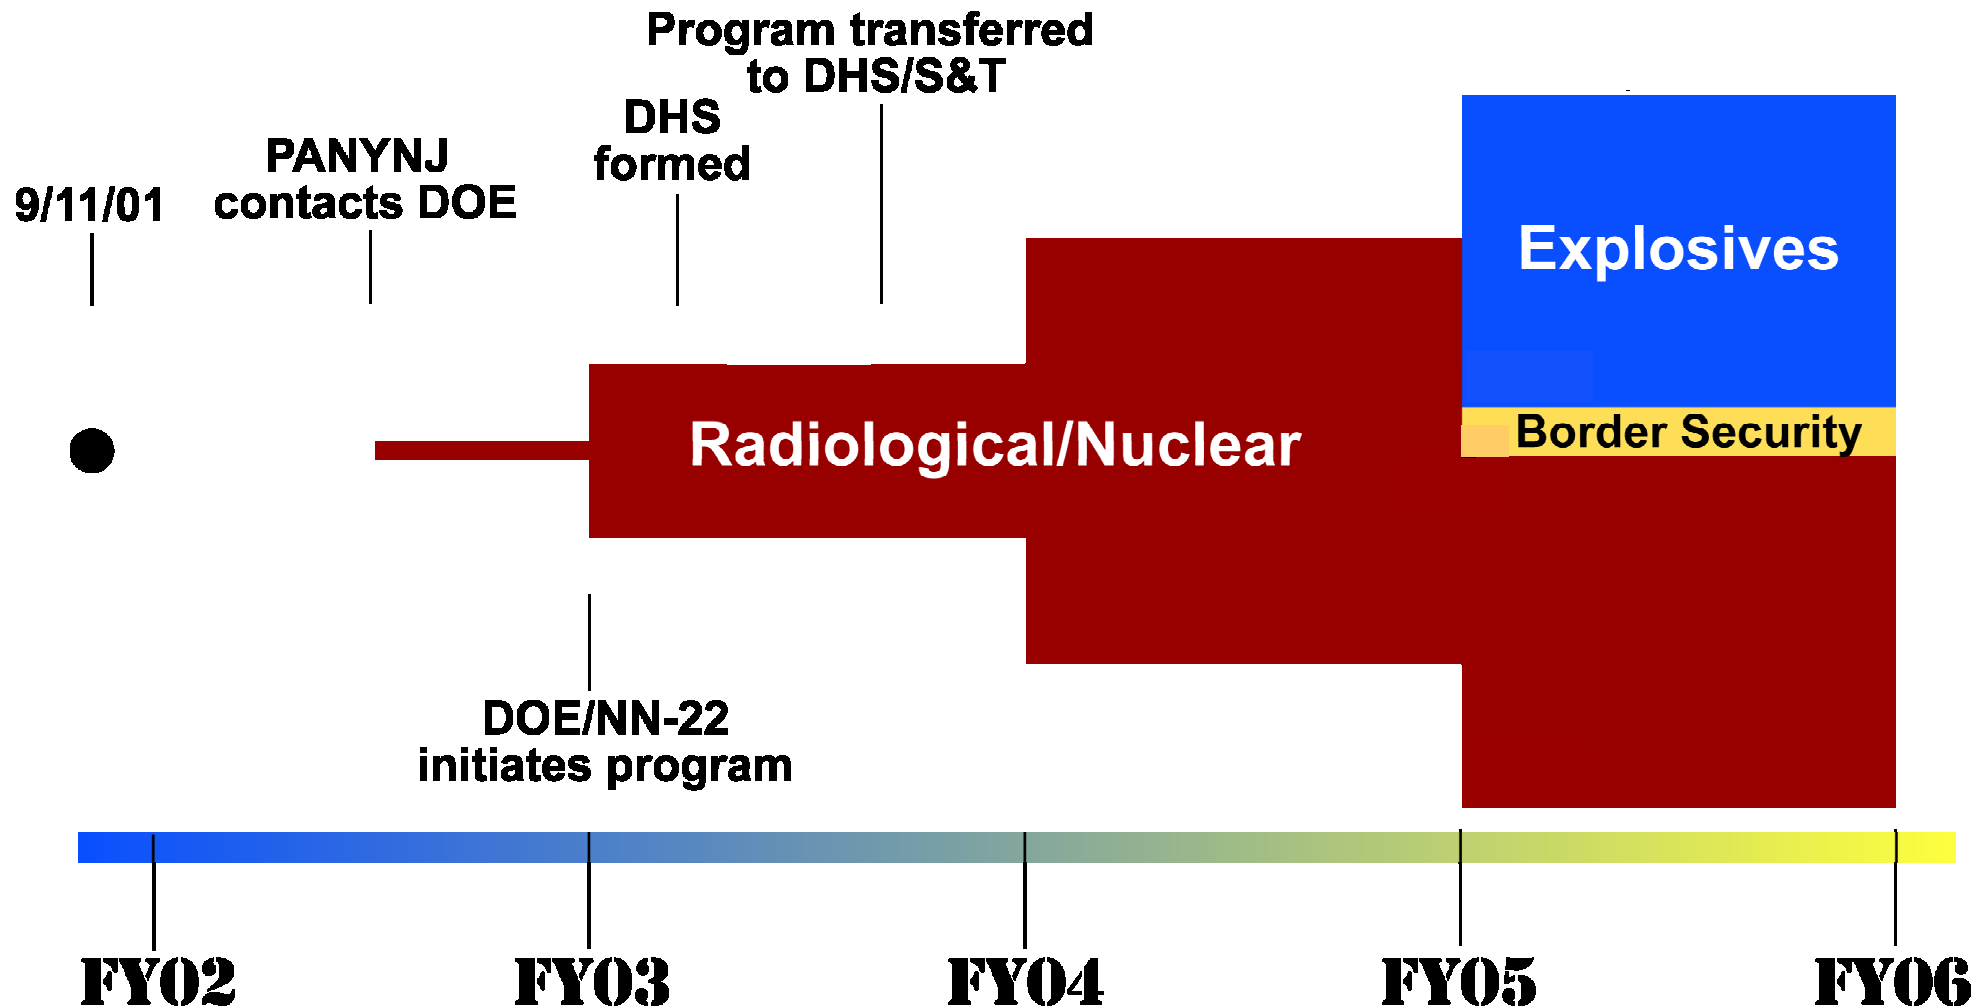 Program transferred
to DHS/S&T
DHS
formed
PANYNJ
contacts DOE
9/11/01
Explosives
Border Security
Radiological/Nuclear
DOE/NN-22
initiates program
FY02
FY03
FY04
FY05
FY06